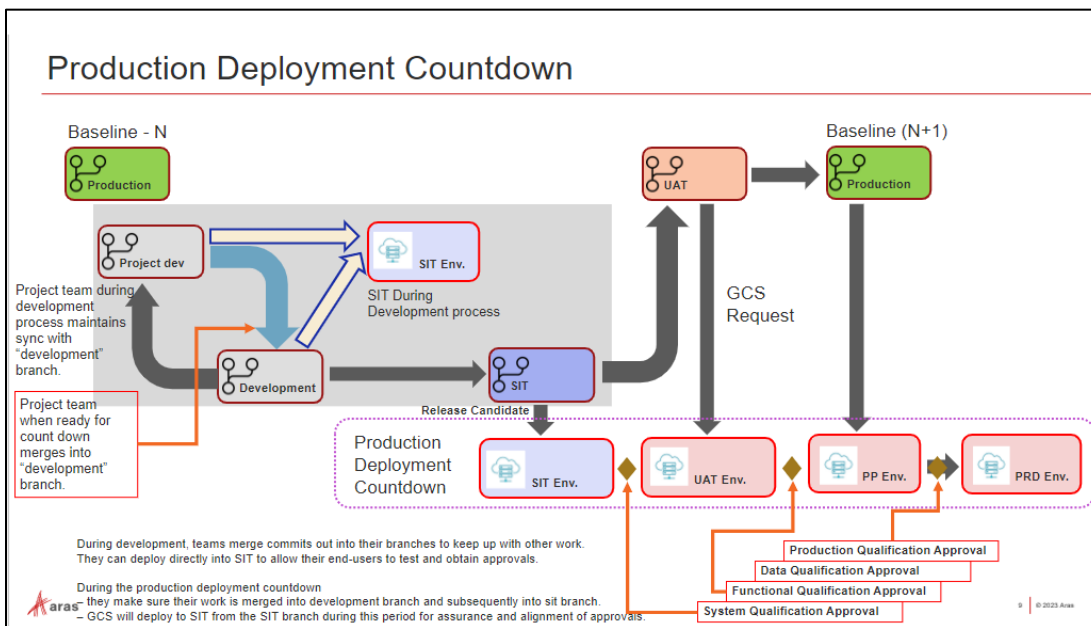 Production Deployment Countdown
Baseline - N
Production
Project dev
SIT Env.
SIT During
Development process
Project team during
development
process maintains
sync with
“development”
branch.
Development
Project team
when ready for
count down
merges into
“development”
branch.
SIT
Release Candidate
UAT
Baseline (N+1)
Production
GCS
Request
Production
Deployment
Countdown
SIT Env.
UAT Env.
PP Env.
PRD Env.
Production Qualification Approval
Data Qualification Approval
Functional Qualification Approval
System Qualification Approval
During development, teams merge commits out into their branches to keep up with other work.
They can deploy directly into SIT to allow their end-users to test and obtain approvals.
During the production deployment countdown
– they make sure their work is merged into development branch and subsequently into sit branch.
– GCS will deploy to SIT from the SIT branch during this period for assurance and alignment of approvals.
aras
9 © 2023 Aras